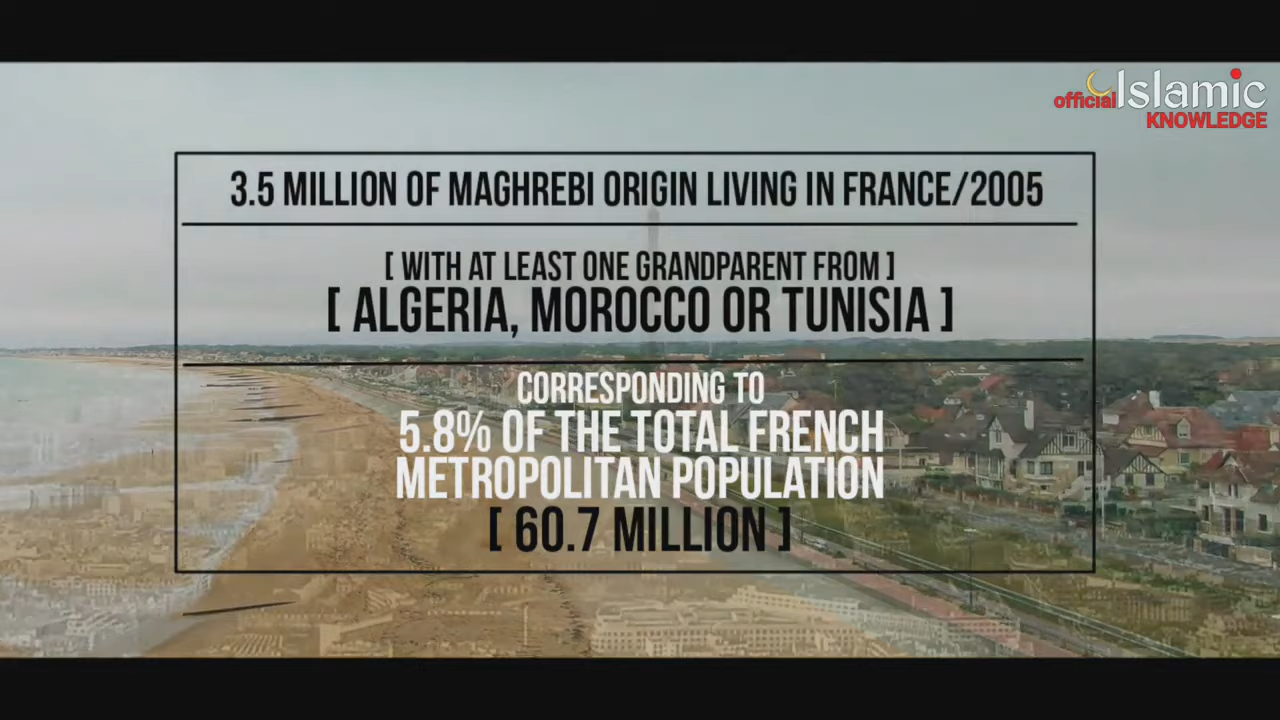 official Islamic
KNOWLEDGE
3.5 MILLION OF MAGHREBI ORIGIN LIVING IN FRANCE/2005
[ WITH AT LEAST ONE GRANDPARENT FROM ]
[ ALGERIA, MOROCCO OR TUNISIA ]
CORRESPONDING TO
5.8% OF THE TOTAL FRENCH
METROPOLITAN POPULATION
[ 60.7 MILLION ]